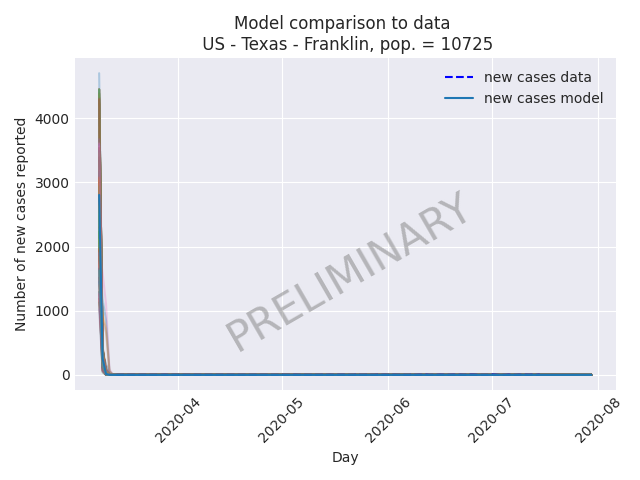 Model comparison to data
US - Texas - Franklin, pop. = 10725
new cases data
new cases model
Number of new cases reported
4000
3000
2000
1000
0
PRELIMINARY
2020-04
2020-05
2020-06
2020-07
2020-08
Day